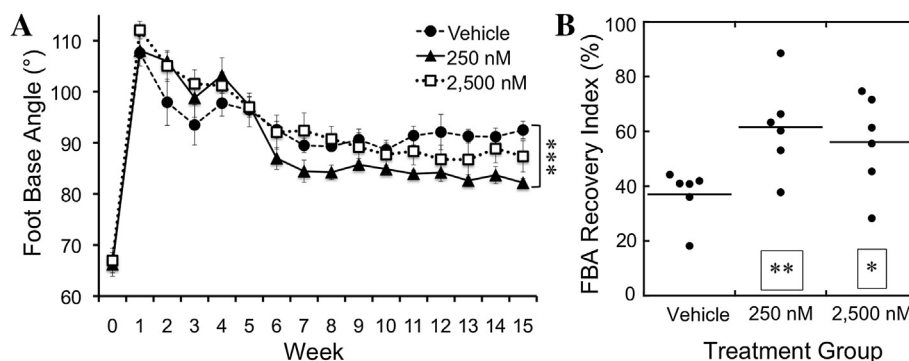 A
Foot Base Angle (°)
110
100
90
80
70
60
Vehicle
250 nM
2,500 nM
***
0 1 2 3 4 5 6 7 8 9 10 11 12 13 14 15
Week
B
FBA Recovery Index (%)
100
80
60
40
20
0
** *
Vehicle 250 nM 2,500 nM
Treatment Group